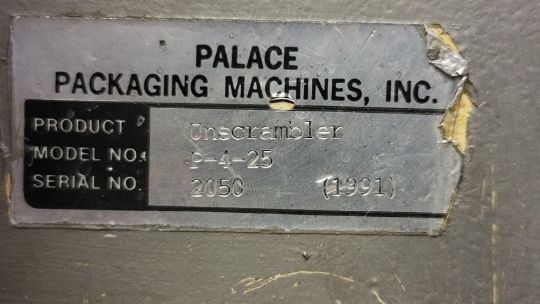 PALACE
PACKAGING MACHINES, INC.
PRODUCT Unscrambler
MODEL NO. P-4-25
SERIAL NO. 2050 (1991)